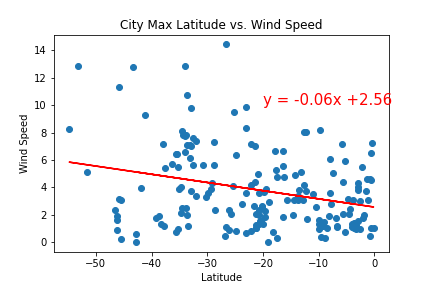 City Max Latitude vs. Wind Speed
14
12
10
y = -0.06x +2.56
8
6
4
2
0
Wind Speed
−50 −40 −30 −20 −10 0
Latitude